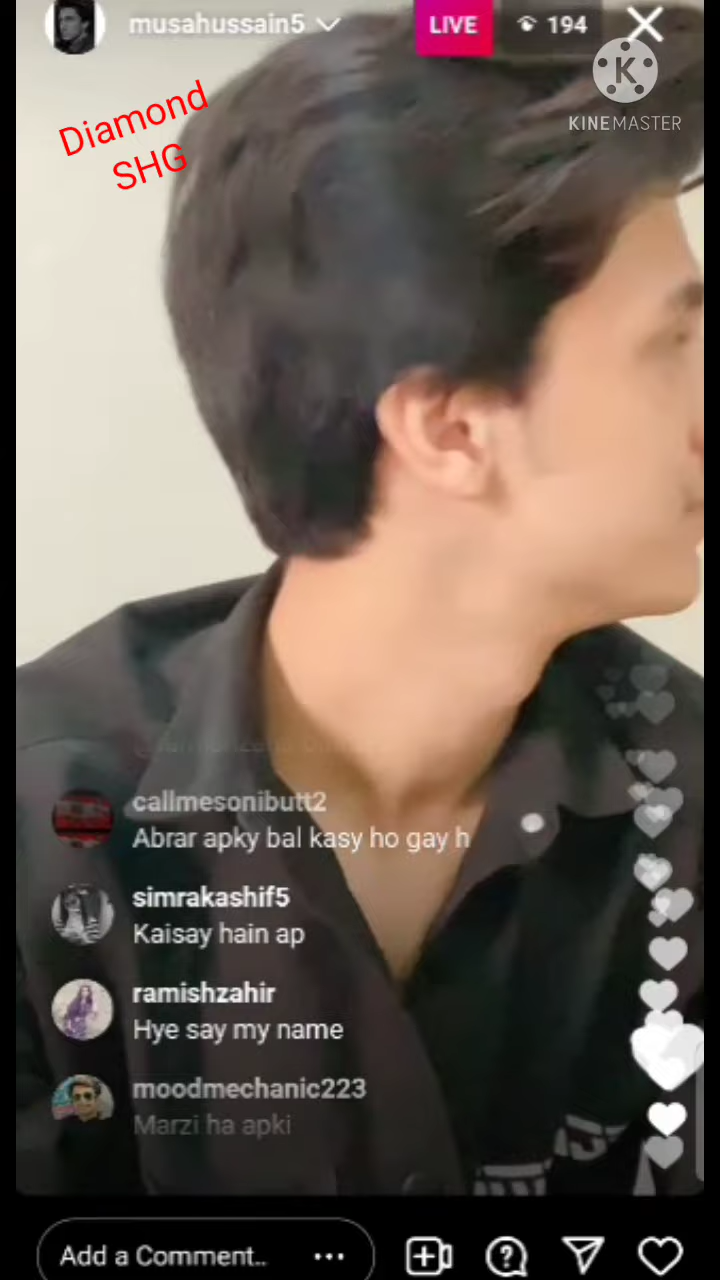 musahussain5
LIVE
194
KINEMASTER
Diamond
SHG
callmesonibutt2
Abrar apky bal kasy ho gay h
simrakashif5
Kaisay hain ap
ramishzahir
Hye say my name
moodmechanic223
Marzi ha apki
Add a Comment..